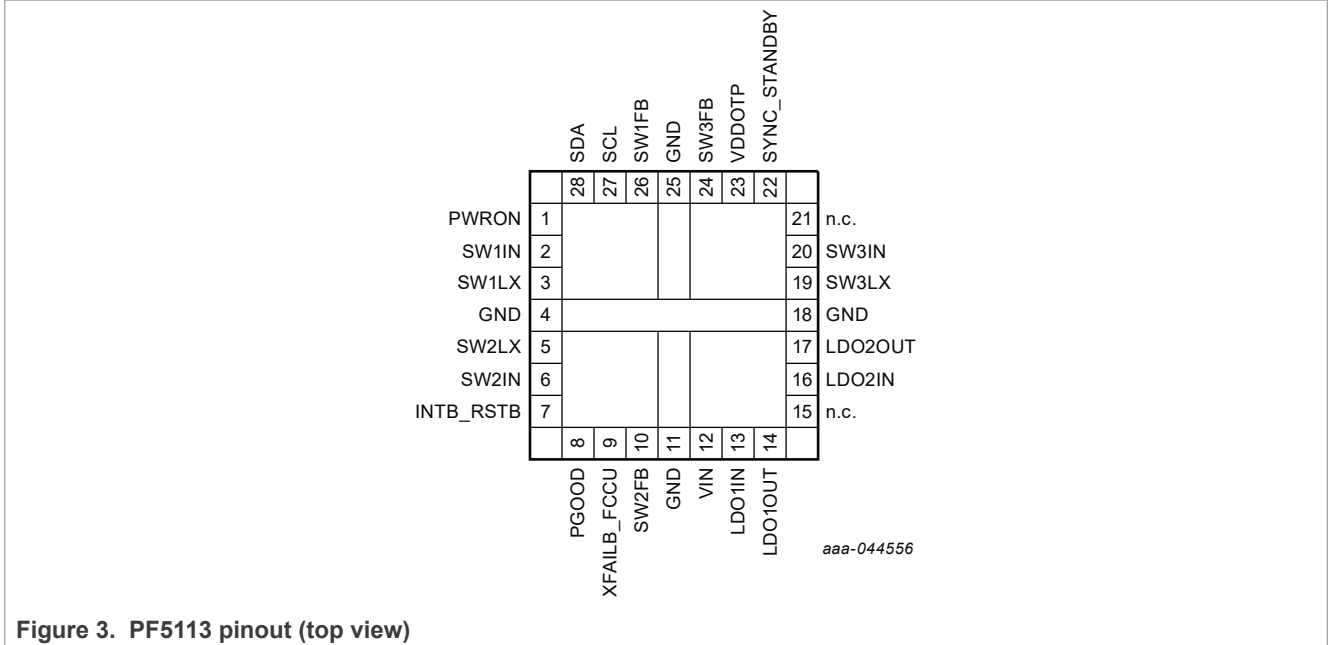 SDA
SCL
SW1FB
GND
SW3FB
VDDOTP
SYNC_STANDBY
28
27
26
25
24
23
22
PWRON 1
21 n.c.
SW1IN 2
20 SW3IN
SW1LX 3
19 SW3LX
GND 4
18 GND
SW2LX 5
17 LDO2OUT
SW2IN 6
16 LDO2IN
INTB_RSTB 7
15 n.c.
8
9
10
11
12
13
14
PGOOD
XFAILB_FCCU
SW2FB
GND
VIN
LDO1IN
LDO1OUT
aaa-044556
Figure 3. PF5113 pinout (top view)